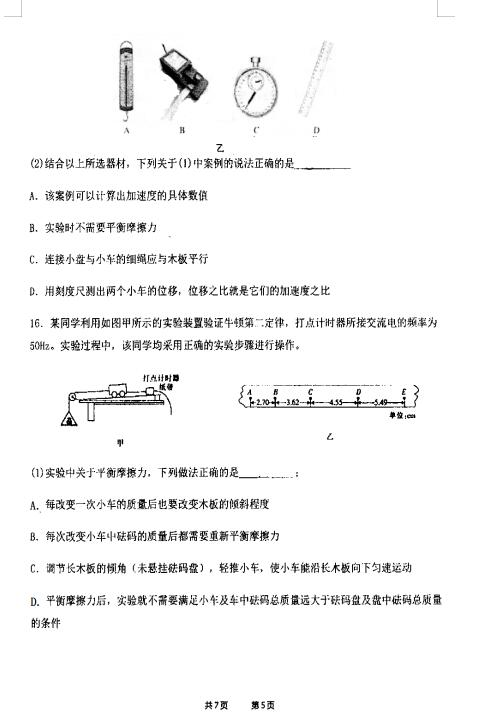 A B C D
乙
(2)结合以上所选器材，下列关于(1)中案例的说法正确的是
A．该案例可以计算出加速度的具体数值
B．实验时不需要平衡摩擦力
C．连接小盘与小车的细绳应与木板平行
D．用刻度尺测出两个小车的位移，位移之比就是它们的加速度之比
16．某同学利用如图甲所示的实验装置验证牛顿第二定律，打点计时器所接交流电的频率为
50Hz。实验过程中，该同学均采用正确的实验步骤进行操作。
打点计时器
纸带
甲
A B C D E
2.70 3.62 4.55 5.49
单位:cm
乙
(1)实验中关于平衡摩擦力，下列做法正确的是______；
A．每改变一次小车的质量后也要改变木板的倾斜程度
B．每次改变小车中砝码的质量后都需要重新平衡摩擦力
C．调节长木板的倾角（未悬挂砝码盘），轻推小车，使小车能沿长木板向下匀速运动
D．平衡摩擦力后，实验就不需要满足小车及车中砝码总质量远大于砝码盘及盘中砝码总质量
的条件
共7页 第5页